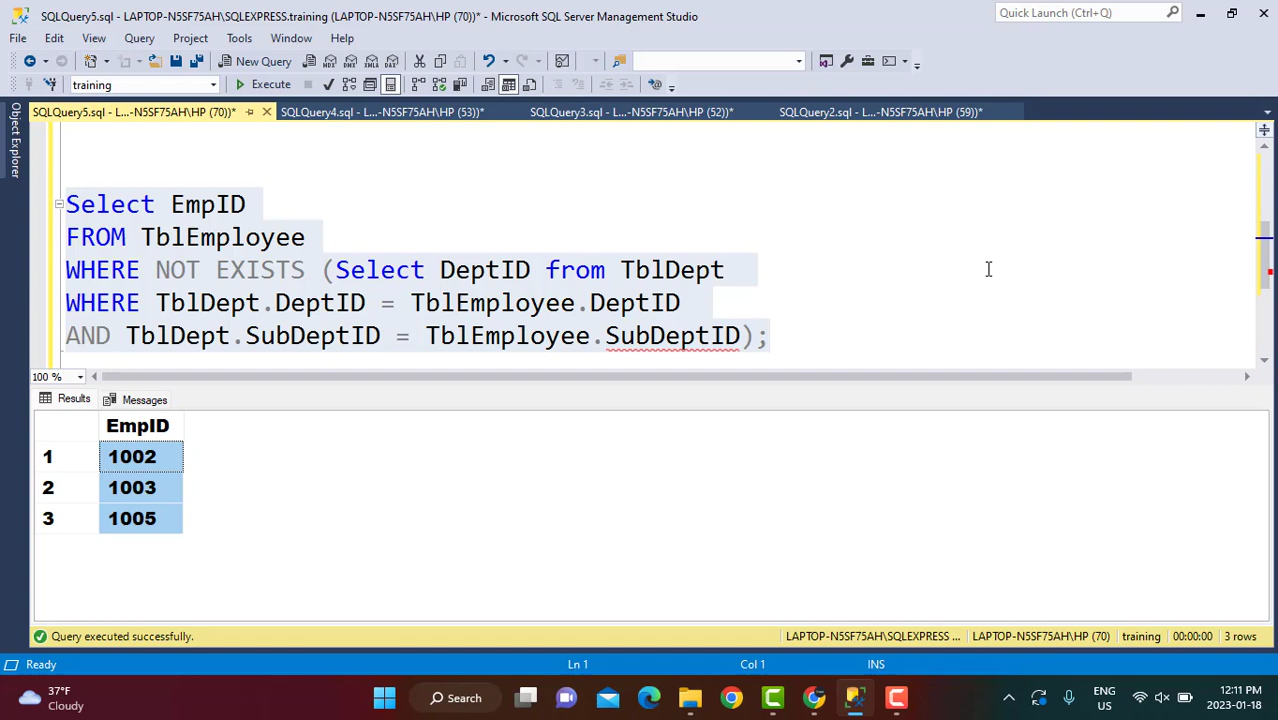 SQLQuery5.sql - LAPTOP-N5SF75AH\SQLEXPRESS.training (LAPTOP-N5SF75AH\HP (70))* - Microsoft SQL Server Management Studio
Quick Launch (Ctrl+Q)
File Edit View Query Project Tools Window Help
New Query
training
Execute
SQLQuery5.sql - L...-N5SF75AH\HP (70))*
SQLQuery4.sql - L...-N5SF75AH\HP (53))*
SQLQuery3.sql - L...-N5SF75AH\HP (52))*
SQLQuery2.sql - L...-N5SF75AH\HP (59))*
Object Explorer
Select EmpID
FROM TblEmployee
WHERE NOT EXISTS (Select DeptID from TblDept
WHERE TblDept.DeptID = TblEmployee.DeptID
AND TblDept.SubDeptID = TblEmployee.SubDeptID);
100 %
Results Messages
EmpID
1 1002
2 1003
3 1005
Query executed successfully.
LAPTOP-N5SF75AH\SQLEXPRESS ... LAPTOP-N5SF75AH\HP (70) training 00:00:00 3 rows
Ready Ln 1 Col 1 INS
37°F
Cloudy
Search
ENG
US
12:11 PM
2023-01-18